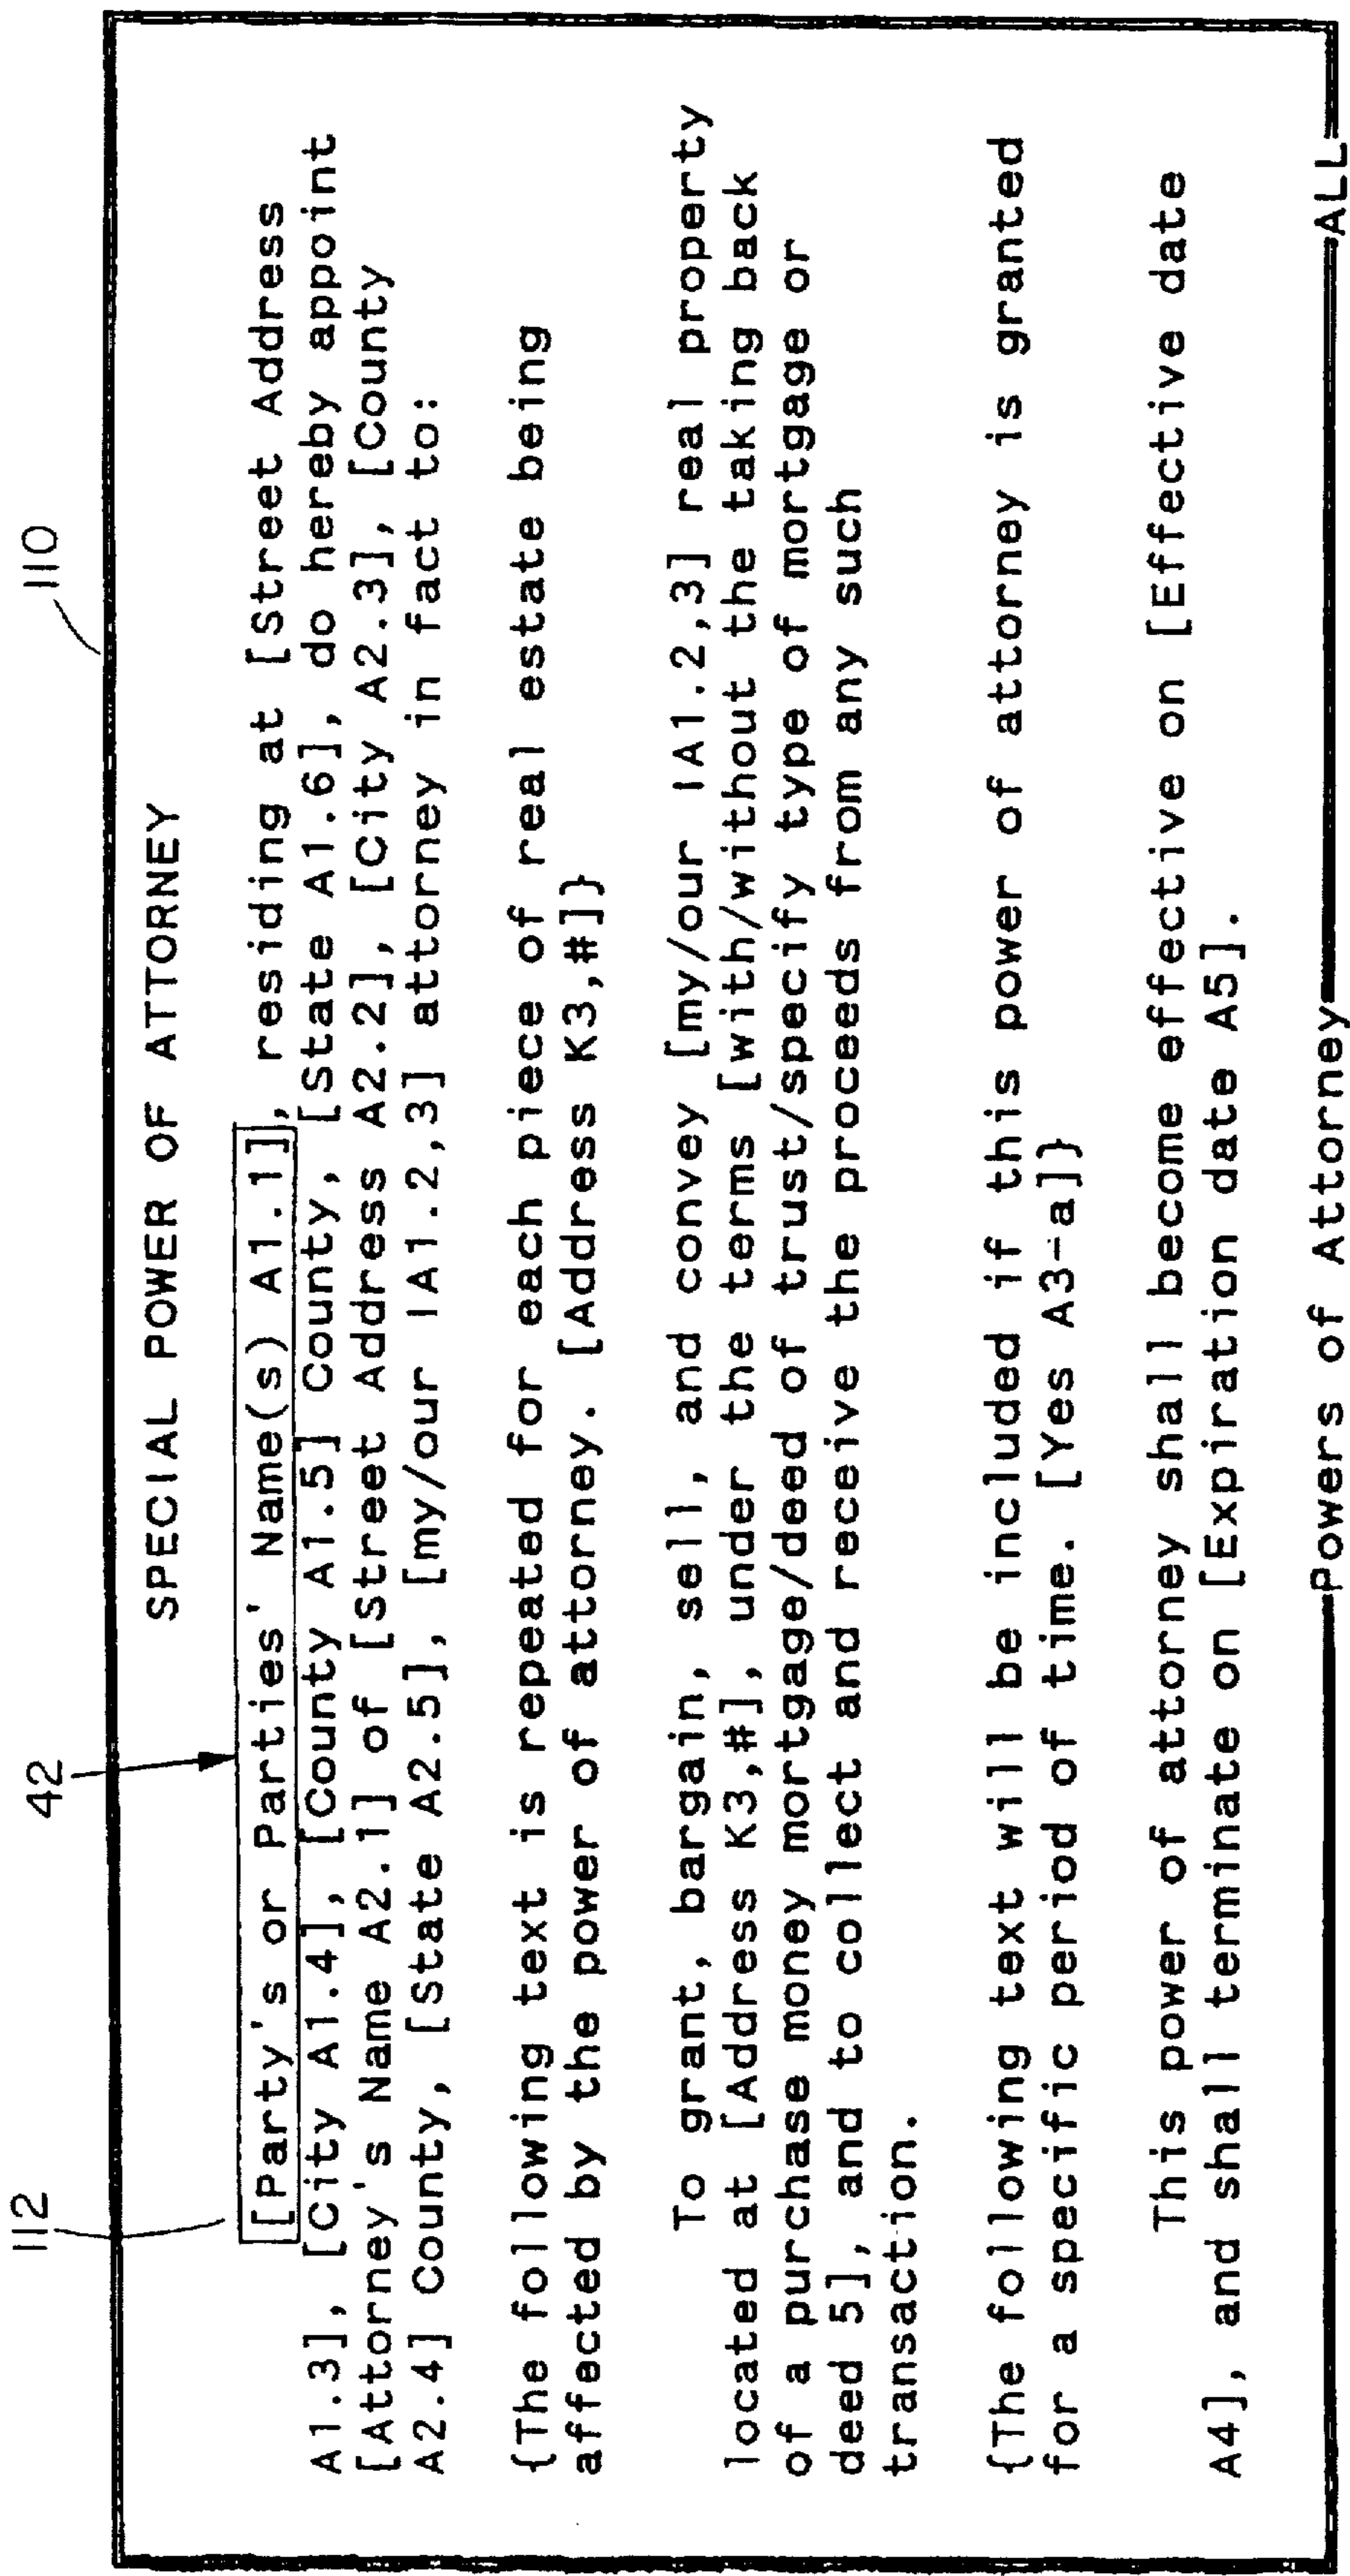 110
42
112
SPECIAL POWER OF ATTORNEY
[Party's or Parties' Name(s) A1.1], residing at [Street Address
A1.3], [City A1.4], [County A1.5] County, [State A1.6], do hereby appoint
[Attorney's Name A2.1] of [Street Address A2.2], [City A2.3], [County
A2.4] County, [State A2.5], [my/our |A1.2,3] attorney in fact to:
{The following text is repeated for each piece of real estate being
affected by the power of attorney. [Address K3,#]}
To grant, bargain, sell, and convey [my/our |A1.2,3] real property
located at [Address K3,#], under the terms [with/without the taking back
of a purchase money mortgage/deed of trust/specify type of mortgage or
deed 5], and to collect and receive the proceeds from any such
transaction.
{The following text will be included if this power of attorney is granted
for a specific period of time. [Yes A3-a]}
This power of attorney shall become effective on [Effective date
A4], and shall terminate on [Expiration date A5].
Powers of Attorney ALL